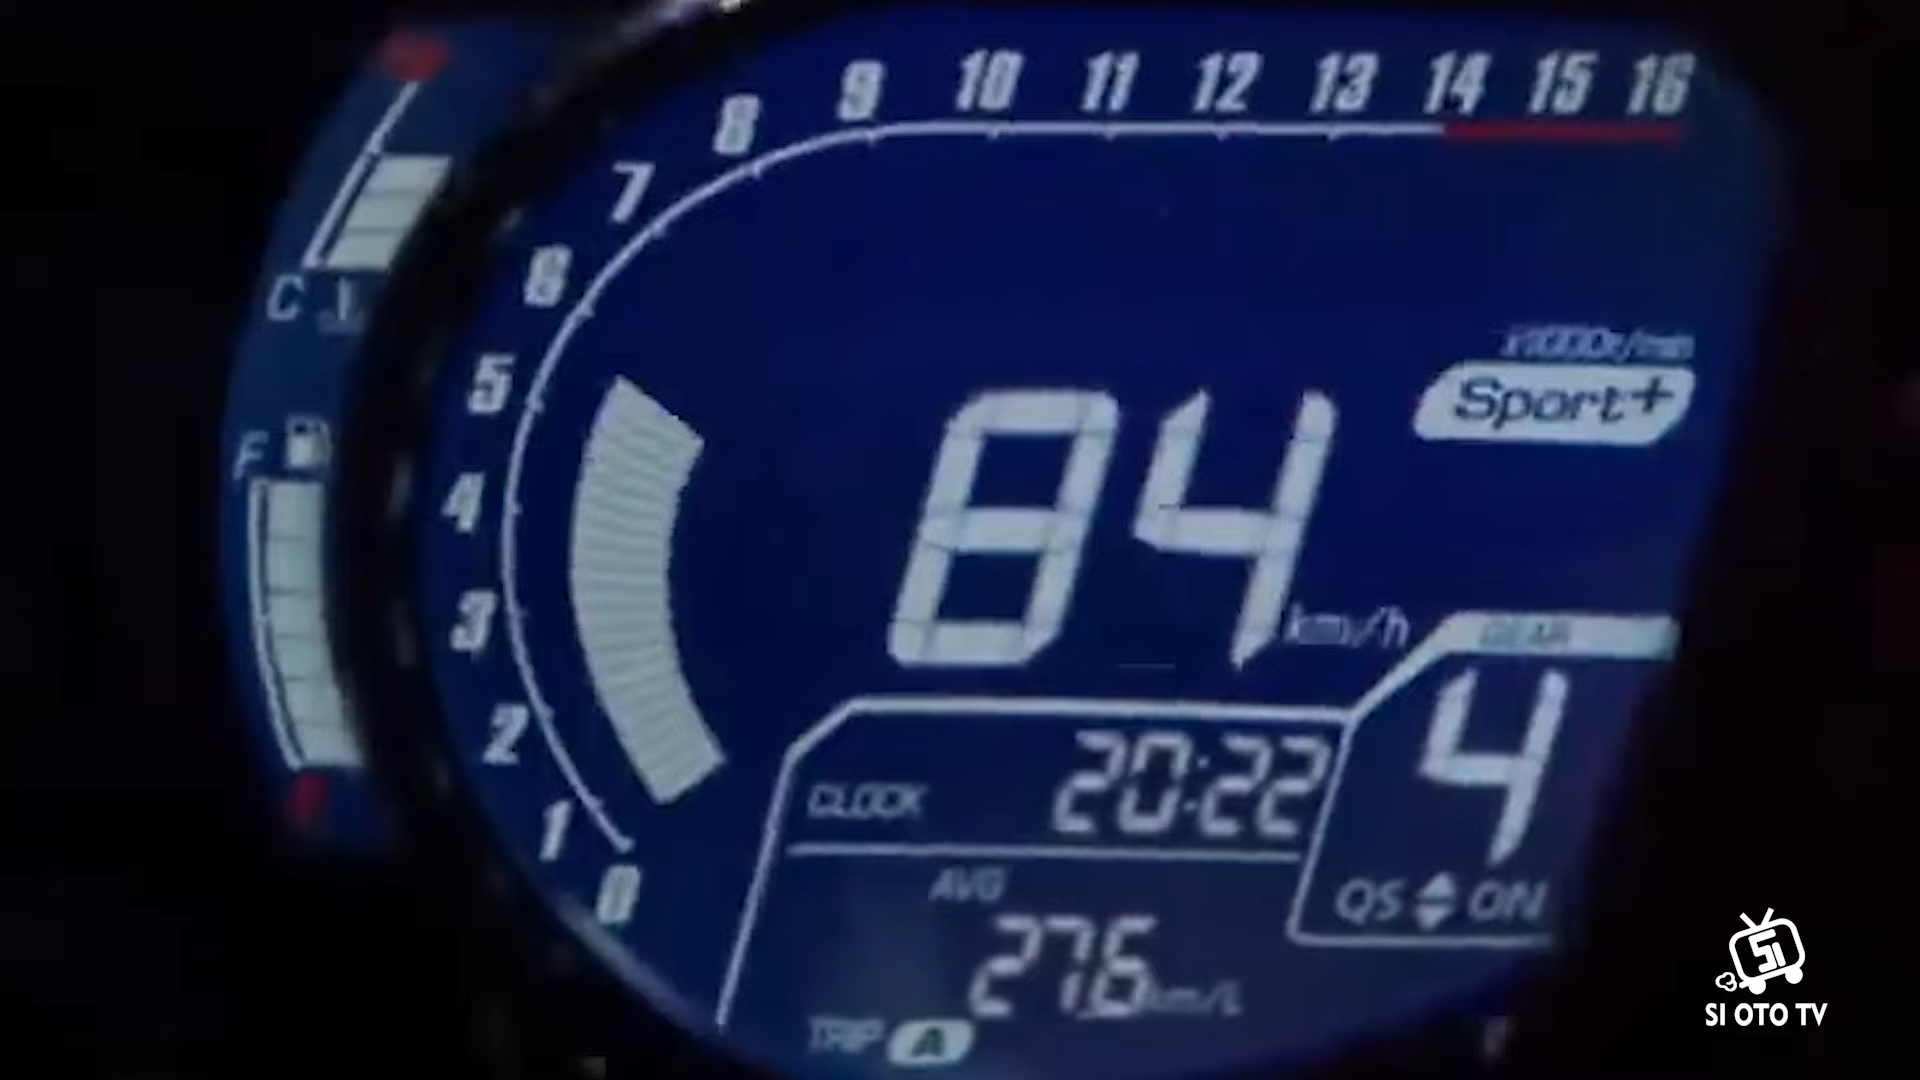 8 9 10 11 12 13 14 15 16
7
6
5
4
3
2
1
0
C
F
x1000r/min
Sport+
84 km/h
GEAR
4
CLOCK 20:22
QS ON
AVG
27.6 km/L
TRIP A
SI
SI OTO TV